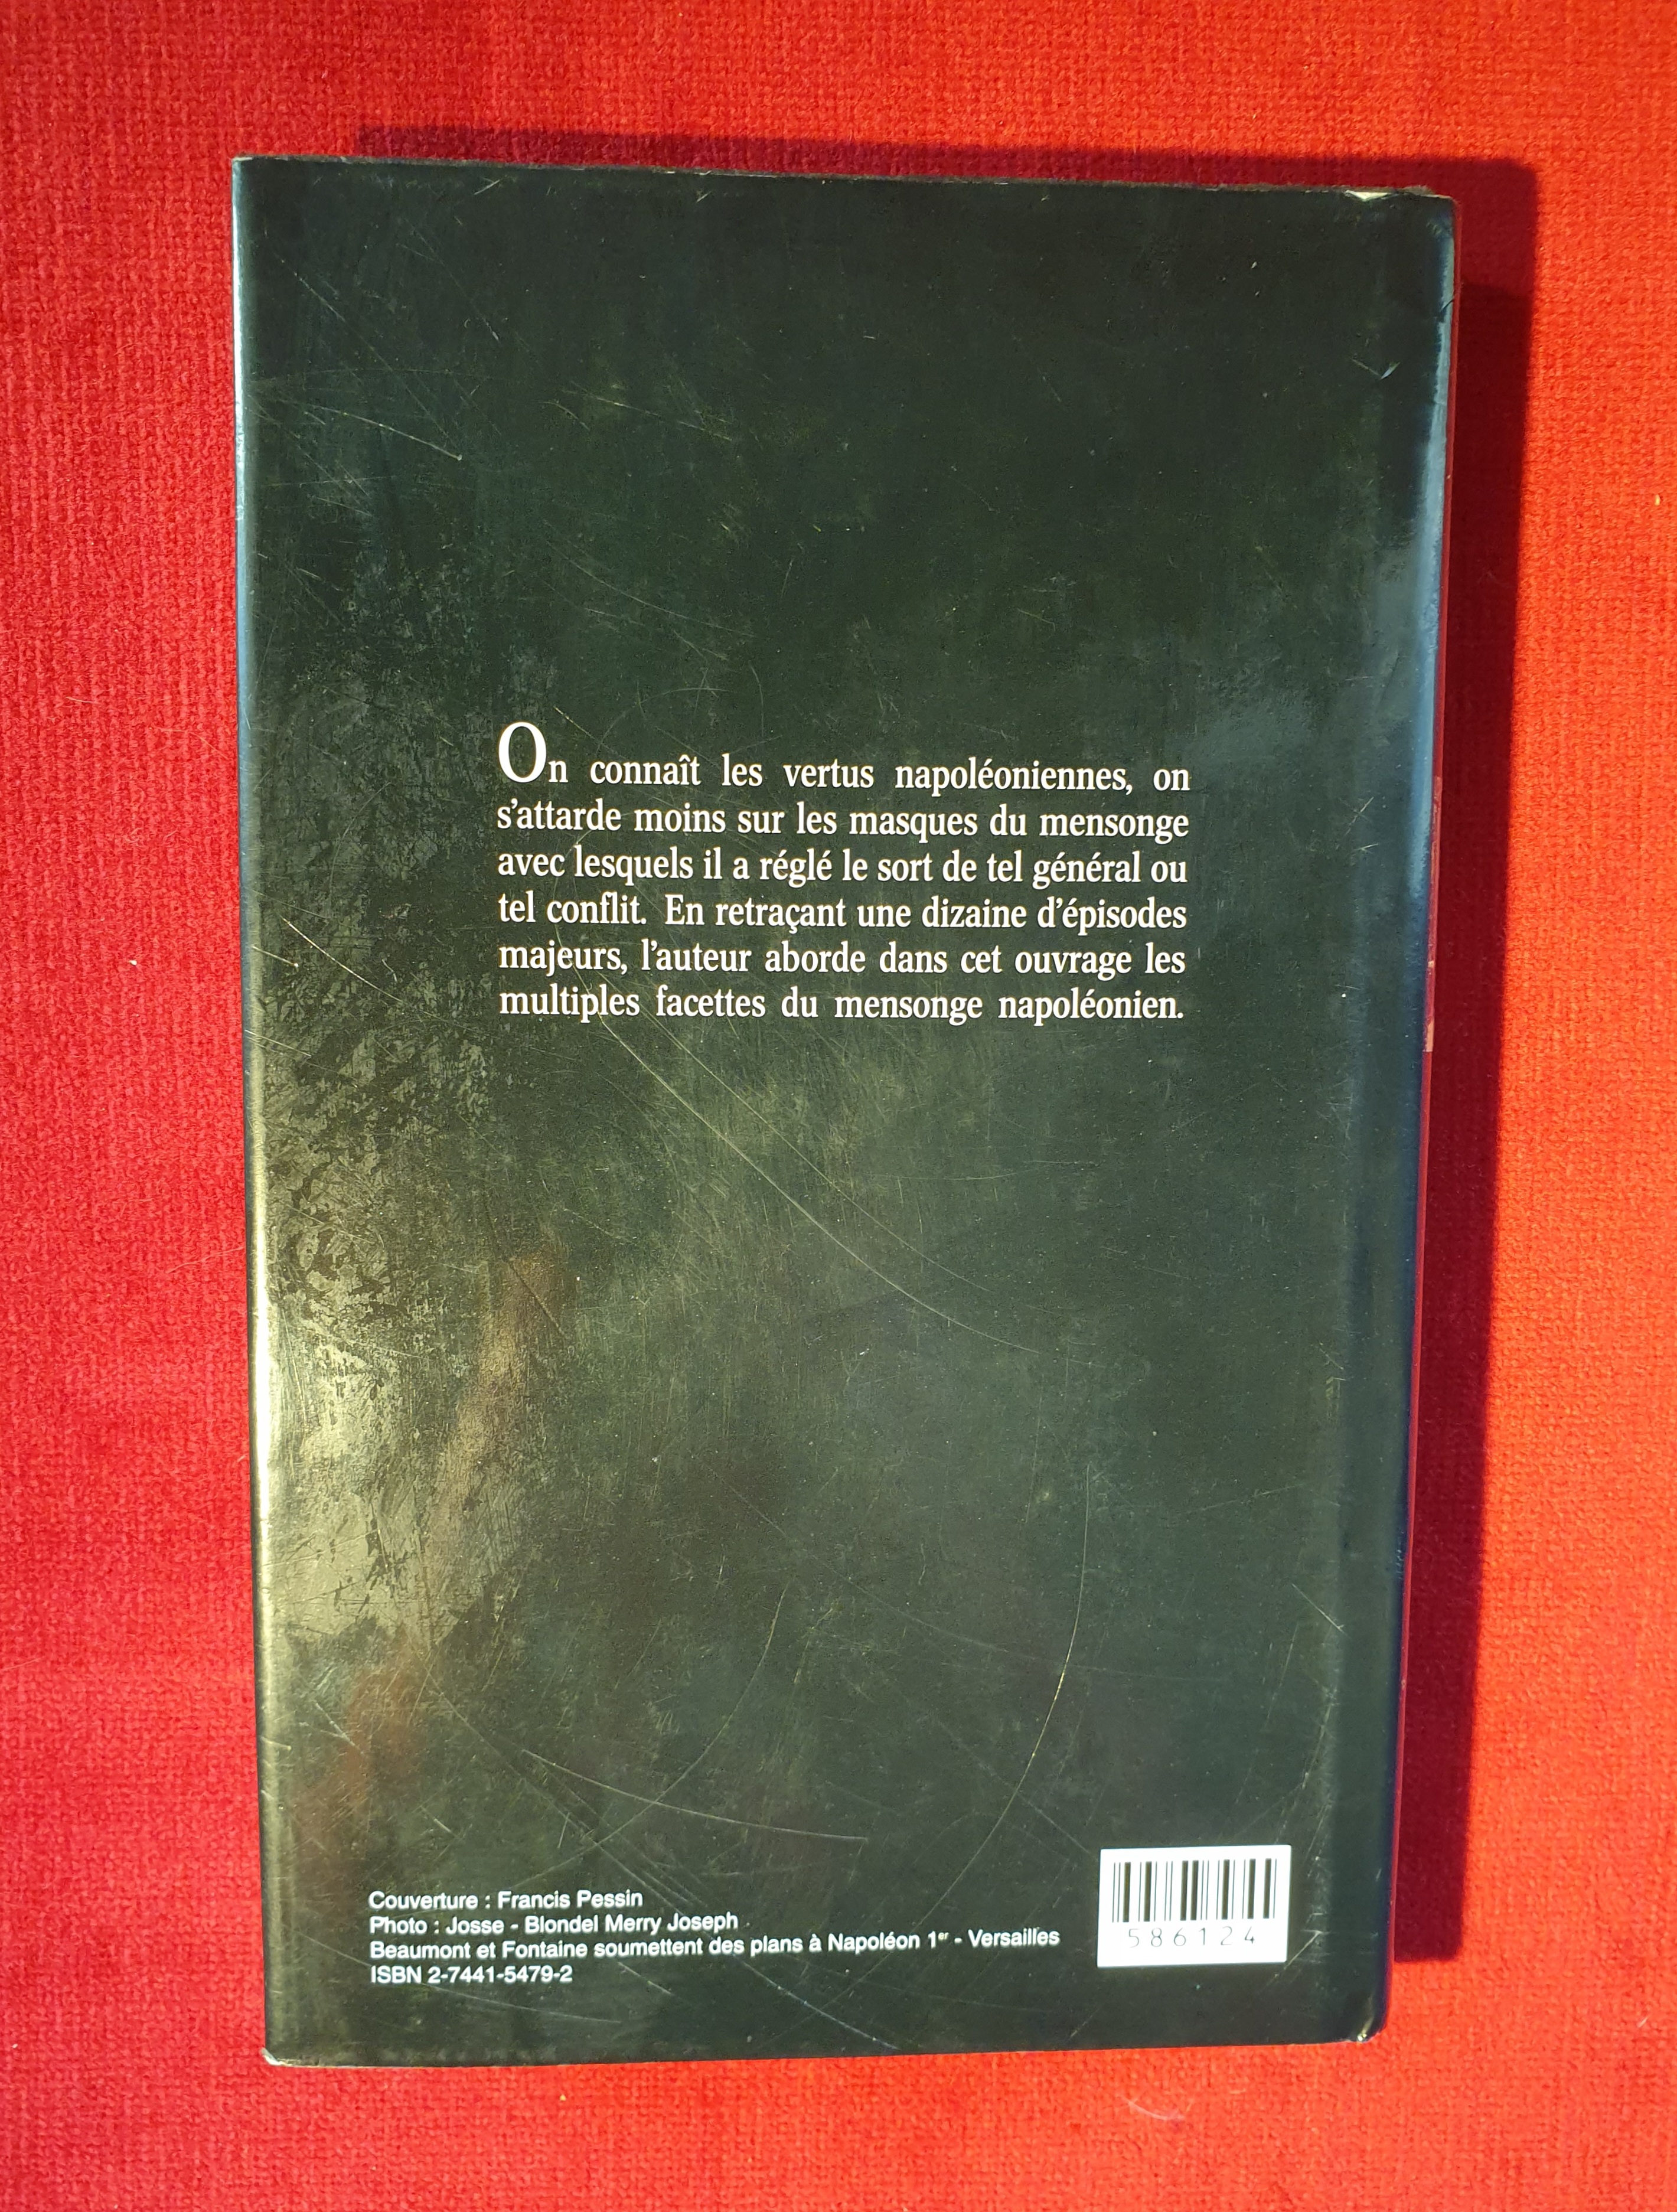 On connaît les vertus napoléoniennes, on
s'attarde moins sur les masques du mensonge
avec lesquels il a réglé le sort de tel général ou
tel conflit. En retraçant une dizaine d'épisodes
majeurs, l'auteur aborde dans cet ouvrage les
multiples facettes du mensonge napoléonien.
Couverture : Francis Pessin
Photo : Josse - Blondel Merry Joseph
Beaumont et Fontaine soumettent des plans à Napoléon 1er - Versailles
ISBN 2-7441-5479-2
586124